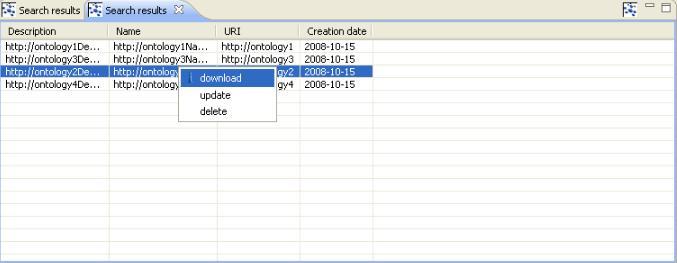 Search results Search results
Description Name URI Creation date
http://ontology1De... http://ontology1Na... http://ontology1 2008-10-15
http://ontology3De... http://ontology3Na... http://ontology3 2008-10-15
http://ontology2De... http://ontology gy2 2008-10-15
http://ontology4De... http://ontolo gy4 2008-10-15
download
update
delete